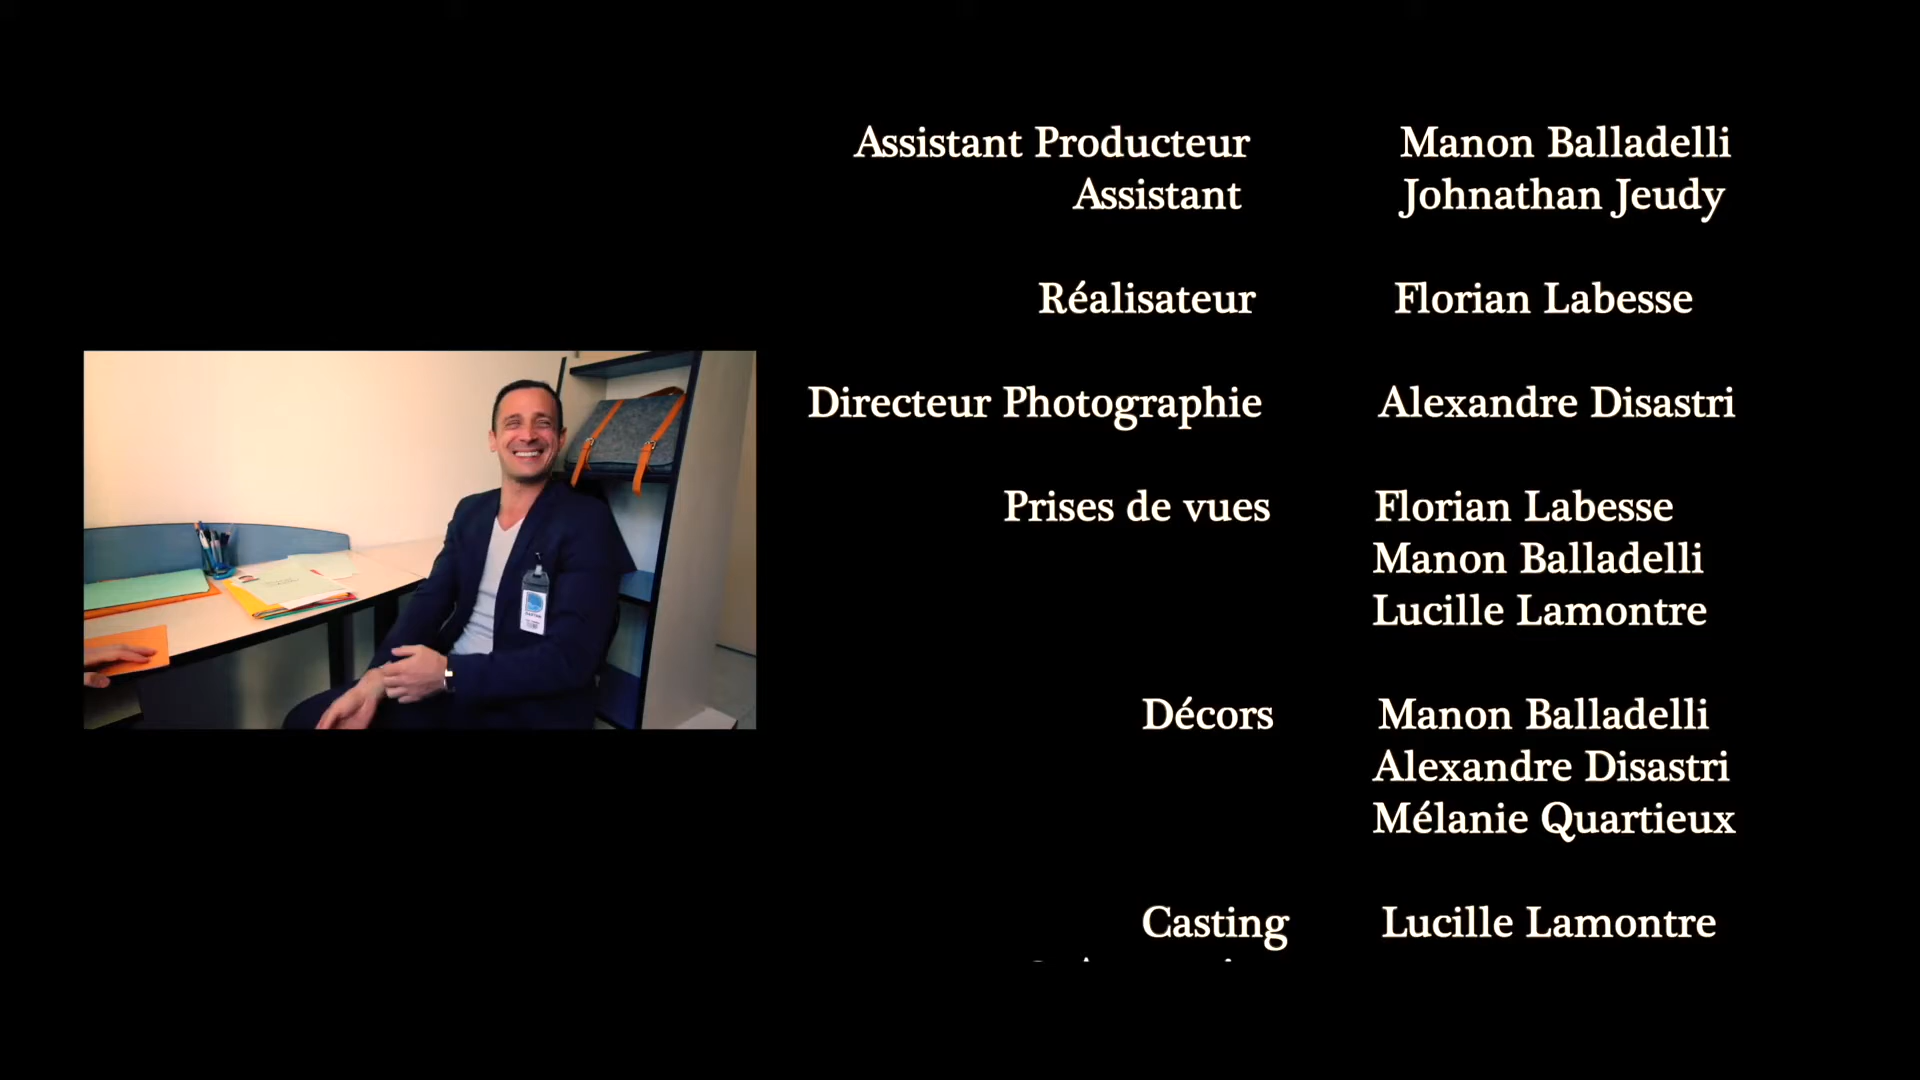 Assistant Producteur Manon Balladelli
Assistant Johnathan Jeudy
Réalisateur Florian Labesse
Directeur Photographie Alexandre Disastri
Prises de vues Florian Labesse
Manon Balladelli
Lucille Lamontre
Décors Manon Balladelli
Alexandre Disastri
Mélanie Quartieux
Casting Lucille Lamontre